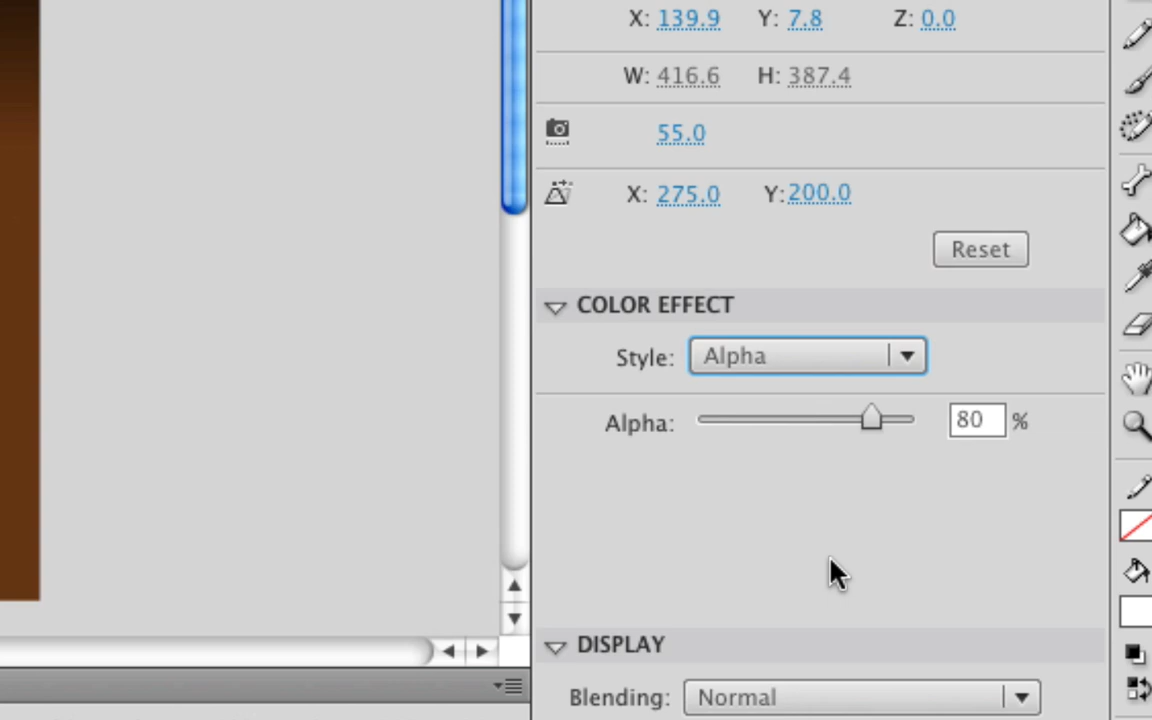 X: 139.9 Y: 7.8 Z: 0.0
W: 416.6 H: 387.4
55.0
X: 275.0 Y: 200.0
Reset
COLOR EFFECT
Style: Alpha
Alpha: 80 %
DISPLAY
Blending: Normal